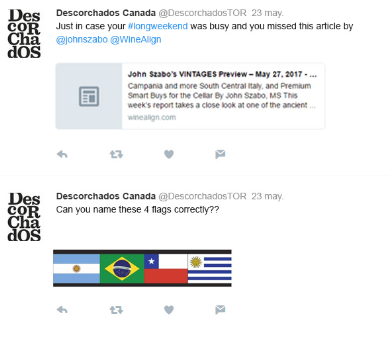 Des
coR
Cha
dOS
Descorchados Canada @DescorchadosTOR 23 may.
Just in case your #longweekend was busy and you missed this article by
@johnszabo @WineAlign
John Szabo's VINTAGES Preview – May 27, 2017 - ...
Campania and more South Central Italy, and Premium
Smart Buys for the Cellar By John Szabo, MS This
week's report takes a close look at one of the ancient ...
winealign.com
Des
coR
Cha
dOS
Descorchados Canada @DescorchadosTOR 23 may.
Can you name these 4 flags correctly??